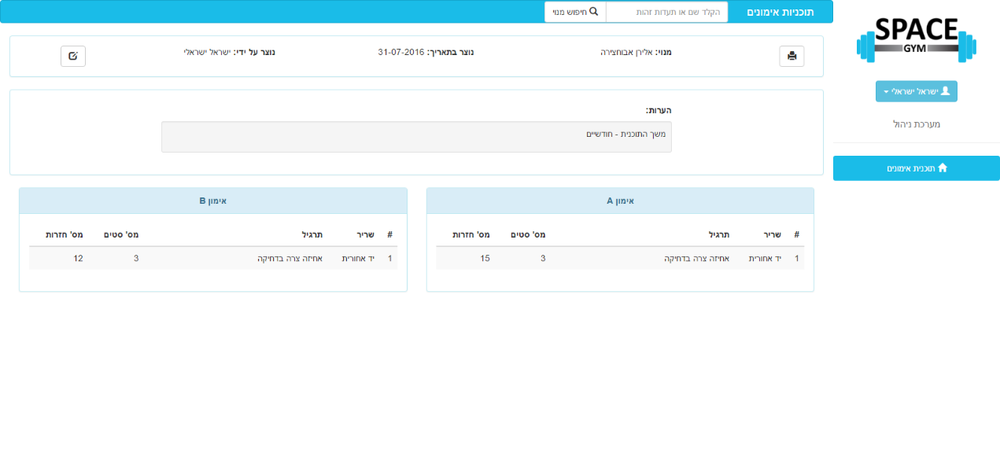 SPACE
GYM
ישראל ישראלי
מערכת ניהול
תוכנית אימונים
תוכניות אימונים
הקלד שם או תעודת זהות
חיפוש מנוי
מנוי: אלירן אבוחצירה
נוצר בתאריך: 31-07-2016
נוצר על ידי: ישראל ישראלי
הערות:
משך התוכנית - חודשיים
אימון A
# שריר תרגיל מס' סטים מס' חזרות
1 יד אחורית אחיזה צרה בדחיקה 3 15
אימון B
# שריר תרגיל מס' סטים מס' חזרות
1 יד אחורית אחיזה צרה בדחיקה 3 12